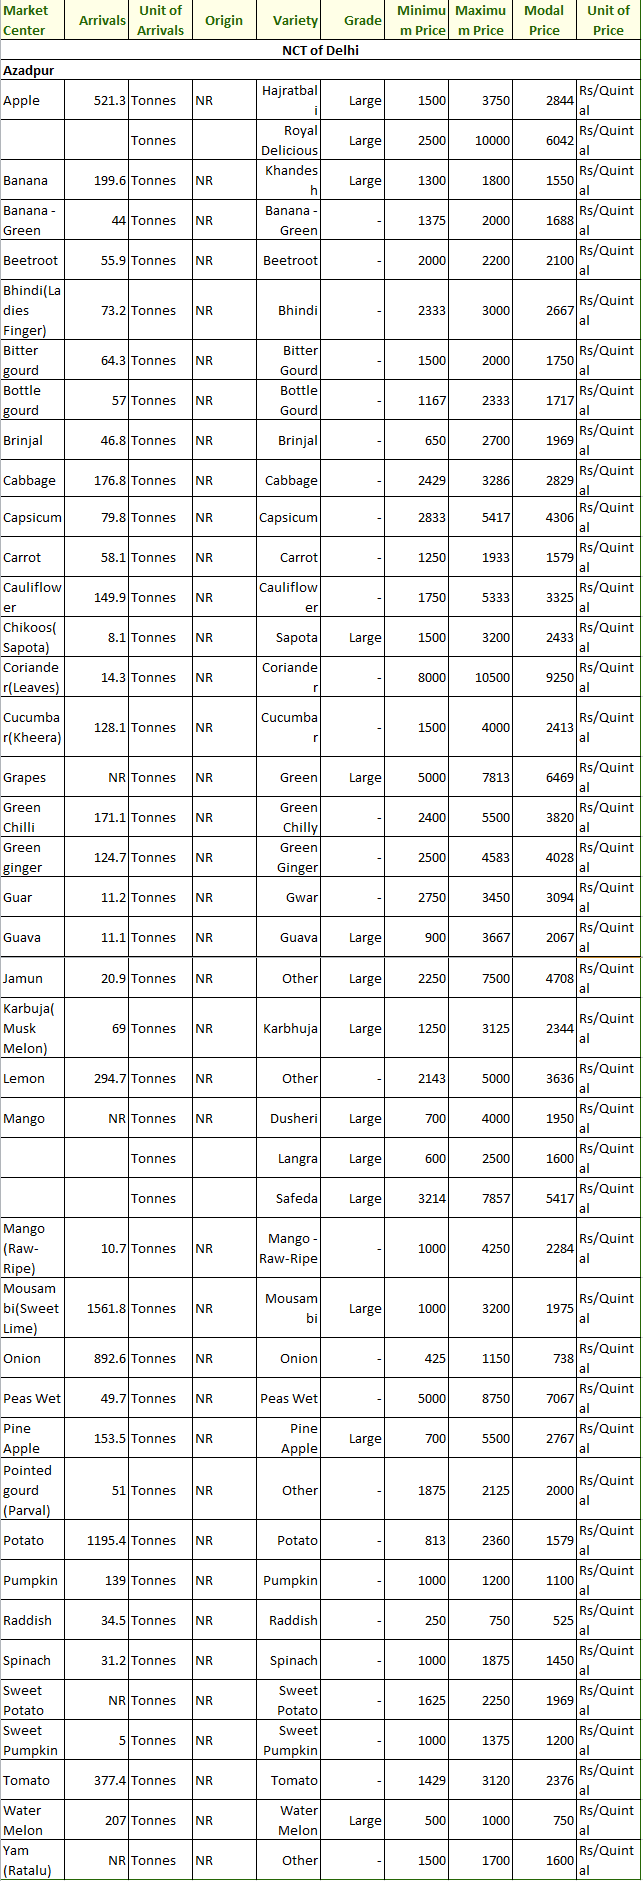 Market Center Arrivals Unit of Arrivals Origin Variety Grade Minimum Price Maximum Price Modal Price Unit of Price
NCT of Delhi
Azadpur
Apple 521.3 Tonnes NR Hajratbali Large 1500 3750 2844 Rs/Quintal
Tonnes Royal Delicious Large 2500 10000 6042 Rs/Quintal
Banana 199.6 Tonnes NR Khandesh Large 1300 1800 1550 Rs/Quintal
Banana - Green 44 Tonnes NR Banana - Green - 1375 2000 1688 Rs/Quintal
Beetroot 55.9 Tonnes NR Beetroot - 2000 2200 2100 Rs/Quintal
Bhindi(Ladies Finger) 73.2 Tonnes NR Bhindi - 2333 3000 2667 Rs/Quintal
Bitter gourd 64.3 Tonnes NR Bitter Gourd - 1500 2000 1750 Rs/Quintal
Bottle gourd 57 Tonnes NR Bottle Gourd - 1167 2333 1717 Rs/Quintal
Brinjal 46.8 Tonnes NR Brinjal - 650 2700 1969 Rs/Quintal
Cabbage 176.8 Tonnes NR Cabbage - 2429 3286 2829 Rs/Quintal
Capsicum 79.8 Tonnes NR Capsicum - 2833 5417 4306 Rs/Quintal
Carrot 58.1 Tonnes NR Carrot - 1250 1933 1579 Rs/Quintal
Cauliflower 149.9 Tonnes NR Cauliflower - 1750 5333 3325 Rs/Quintal
Chikoos(Sapota) 8.1 Tonnes NR Sapota Large 1500 3200 2433 Rs/Quintal
Coriander(Leaves) 14.3 Tonnes NR Coriander - 8000 10500 9250 Rs/Quintal
Cucumbar(Kheera) 128.1 Tonnes NR Cucumbar - 1500 4000 2413 Rs/Quintal
Grapes NR Tonnes NR Green Large 5000 7813 6469 Rs/Quintal
Green Chilli 171.1 Tonnes NR Green Chilly - 2400 5500 3820 Rs/Quintal
Green ginger 124.7 Tonnes NR Green Ginger - 2500 4583 4028 Rs/Quintal
Guar 11.2 Tonnes NR Gwar - 2750 3450 3094 Rs/Quintal
Guava 11.1 Tonnes NR Guava Large 900 3667 2067 Rs/Quintal
Jamun 20.9 Tonnes NR Other Large 2250 7500 4708 Rs/Quintal
Karbuja(Musk Melon) 69 Tonnes NR Karbhuja Large 1250 3125 2344 Rs/Quintal
Lemon 294.7 Tonnes NR Other - 2143 5000 3636 Rs/Quintal
Mango NR Tonnes NR Dusheri Large 700 4000 1950 Rs/Quintal
Tonnes Langra Large 600 2500 1600 Rs/Quintal
Tonnes Safeda Large 3214 7857 5417 Rs/Quintal
Mango (Raw-Ripe) 10.7 Tonnes NR Mango - Raw-Ripe - 1000 4250 2284 Rs/Quintal
Mousambi(Sweet Lime) 1561.8 Tonnes NR Mousambi Large 1000 3200 1975 Rs/Quintal
Onion 892.6 Tonnes NR Onion - 425 1150 738 Rs/Quintal
Peas Wet 49.7 Tonnes NR Peas Wet - 5000 8750 7067 Rs/Quintal
Pine Apple 153.5 Tonnes NR Pine Apple Large 700 5500 2767 Rs/Quintal
Pointed gourd (Parval) 51 Tonnes NR Other - 1875 2125 2000 Rs/Quintal
Potato 1195.4 Tonnes NR Potato - 813 2360 1579 Rs/Quintal
Pumpkin 139 Tonnes NR Pumpkin - 1000 1200 1100 Rs/Quintal
Raddish 34.5 Tonnes NR Raddish - 250 750 525 Rs/Quintal
Spinach 31.2 Tonnes NR Spinach - 1000 1875 1450 Rs/Quintal
Sweet Potato NR Tonnes NR Sweet Potato - 1625 2250 1969 Rs/Quintal
Sweet Pumpkin 5 Tonnes NR Sweet Pumpkin - 1000 1375 1200 Rs/Quintal
Tomato 377.4 Tonnes NR Tomato - 1429 3120 2376 Rs/Quintal
Water Melon 207 Tonnes NR Water Melon Large 500 1000 750 Rs/Quintal
Yam (Ratalu) NR Tonnes NR Other - 1500 1700 1600 Rs/Quintal